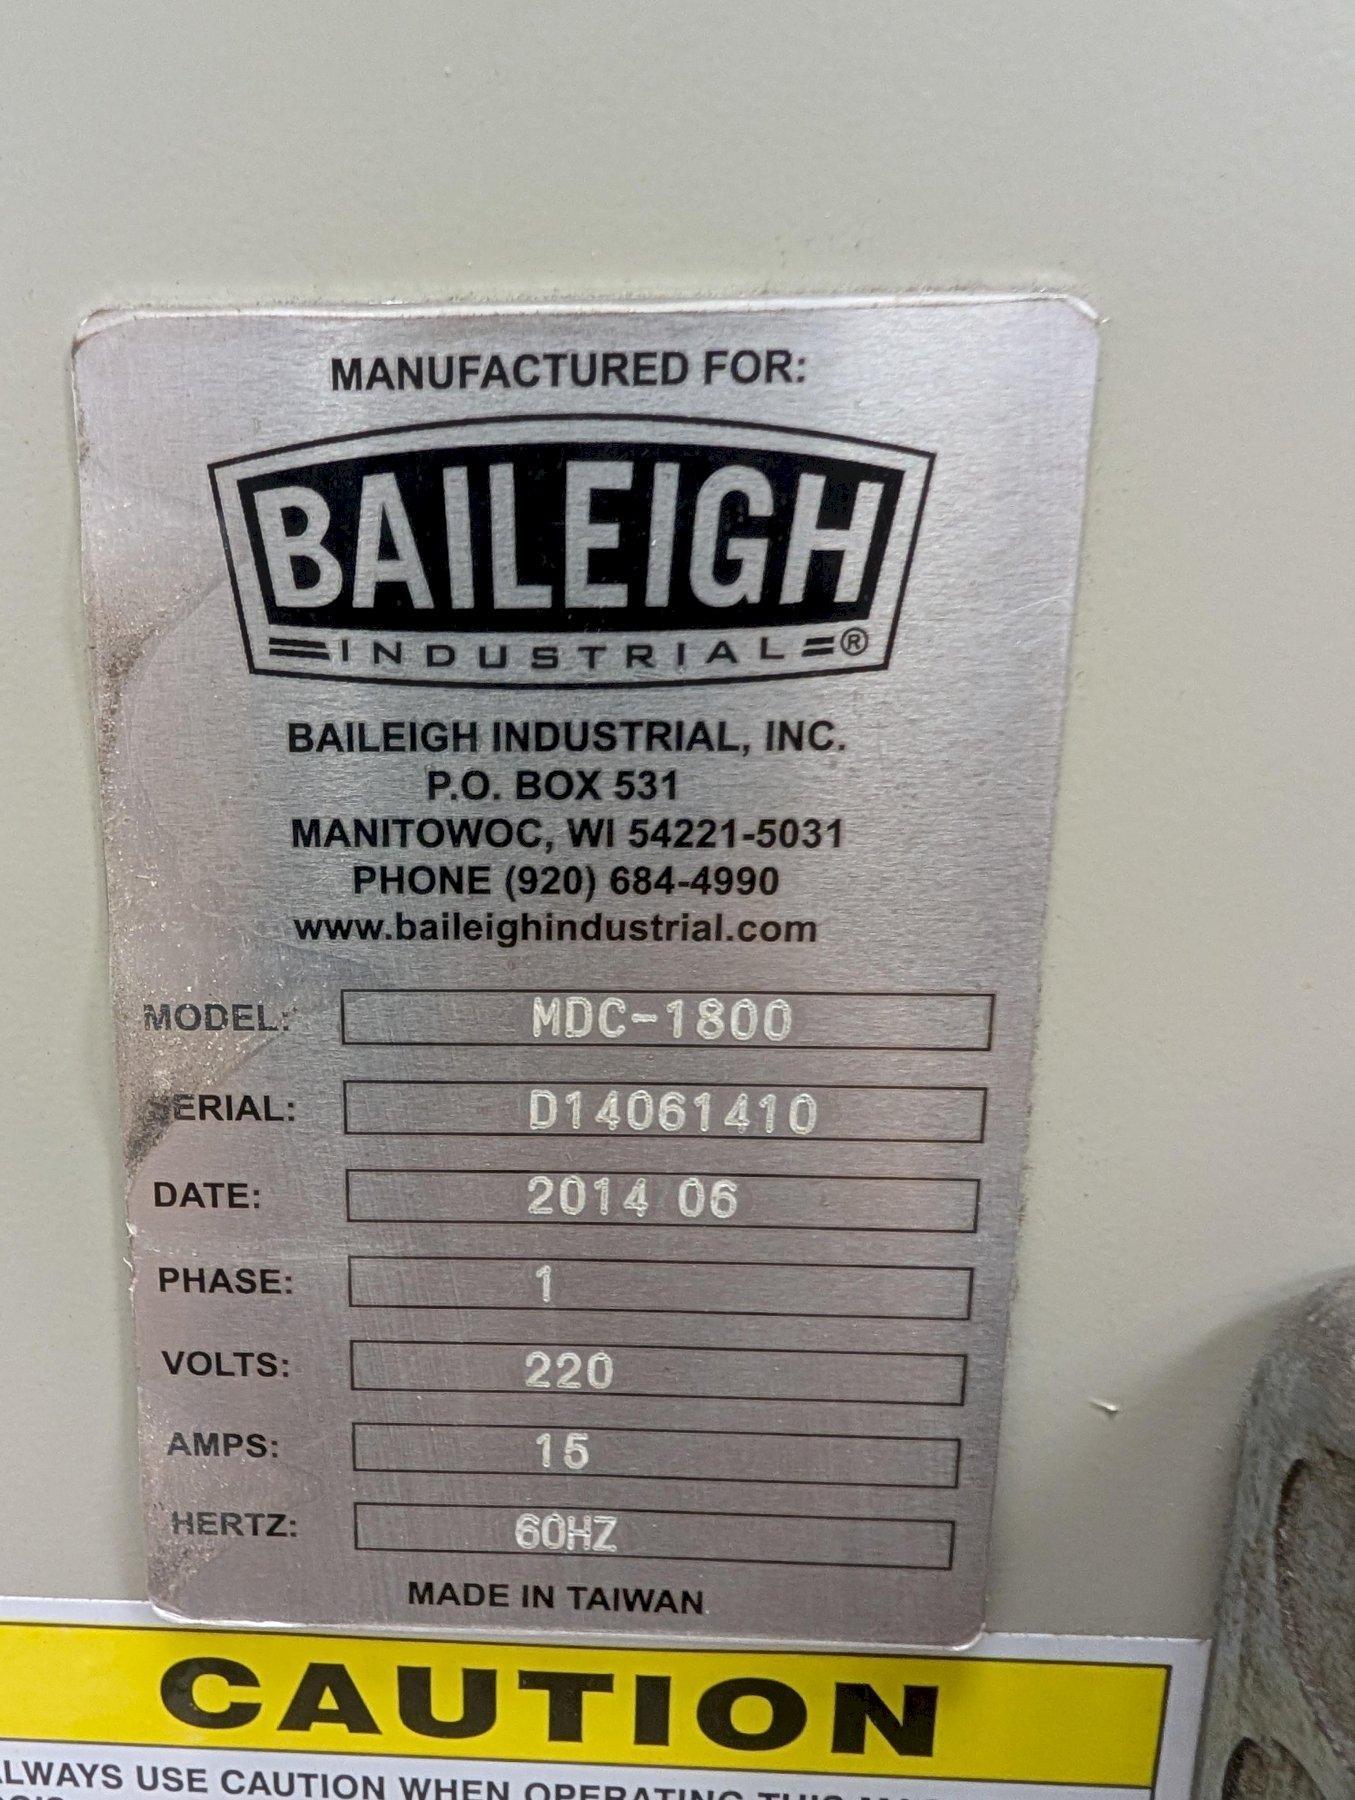 MANUFACTURED FOR:
BAILEIGH
INDUSTRIAL ®
BAILEIGH INDUSTRIAL, INC.
P.O. BOX 531
MANITOWOC, WI 54221-5031
PHONE (920) 684-4990
www.baileighindustrial.com
MODEL: MDC-1800
SERIAL: D14061410
DATE: 2014 06
PHASE: 1
VOLTS: 220
AMPS: 15
HERTZ: 60HZ
MADE IN TAIWAN
CAUTION
ALWAYS USE CAUTION WHEN OPERATING THIS